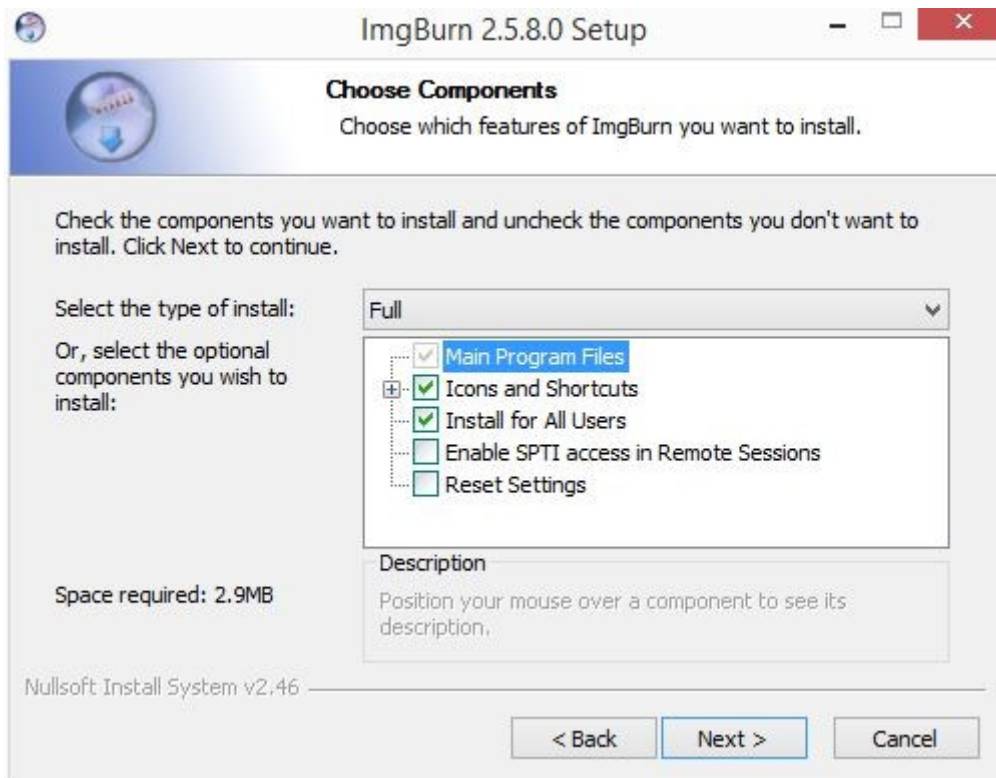 ImgBurn 2.5.8.0 Setup
Choose Components
Choose which features of ImgBurn you want to install.
Check the components you want to install and uncheck the components you don't want to
install. Click Next to continue.
Select the type of install:
Full
Or, select the optional
components you wish to
install:
Main Program Files
Icons and Shortcuts
Install for All Users
Enable SPTI access in Remote Sessions
Reset Settings
Space required: 2.9MB
Description
Position your mouse over a component to see its
description.
Nullsoft Install System v2.46
< Back
Next >
Cancel